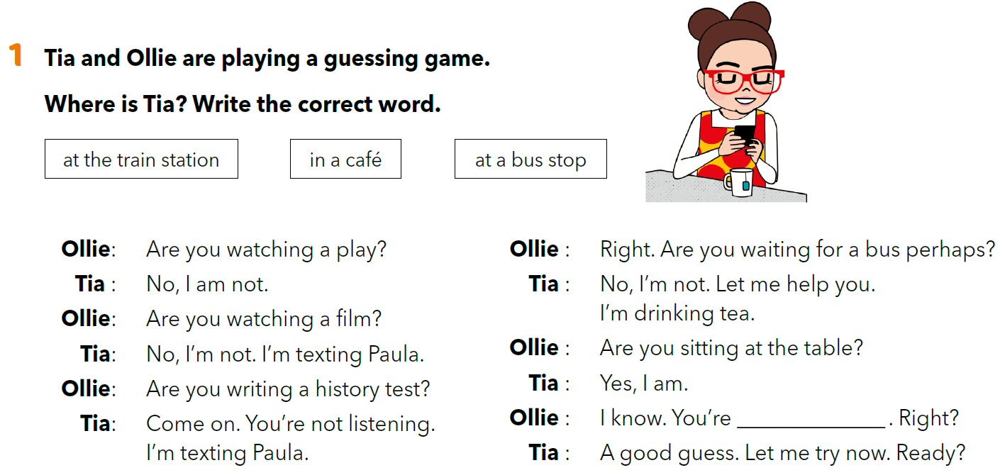 1 Tia and Ollie are playing a guessing game.
Where is Tia? Write the correct word.
at the train station
in a café
at a bus stop
Ollie: Are you watching a play?
Tia : No, I am not.
Ollie: Are you watching a film?
Tia: No, I’m not. I’m texting Paula.
Ollie: Are you writing a history test?
Tia: Come on. You’re not listening.
I’m texting Paula.
Ollie : Right. Are you waiting for a bus perhaps?
Tia : No, I’m not. Let me help you.
I’m drinking tea.
Ollie : Are you sitting at the table?
Tia : Yes, I am.
Ollie : I know. You’re ______________ . Right?
Tia : A good guess. Let me try now. Ready?